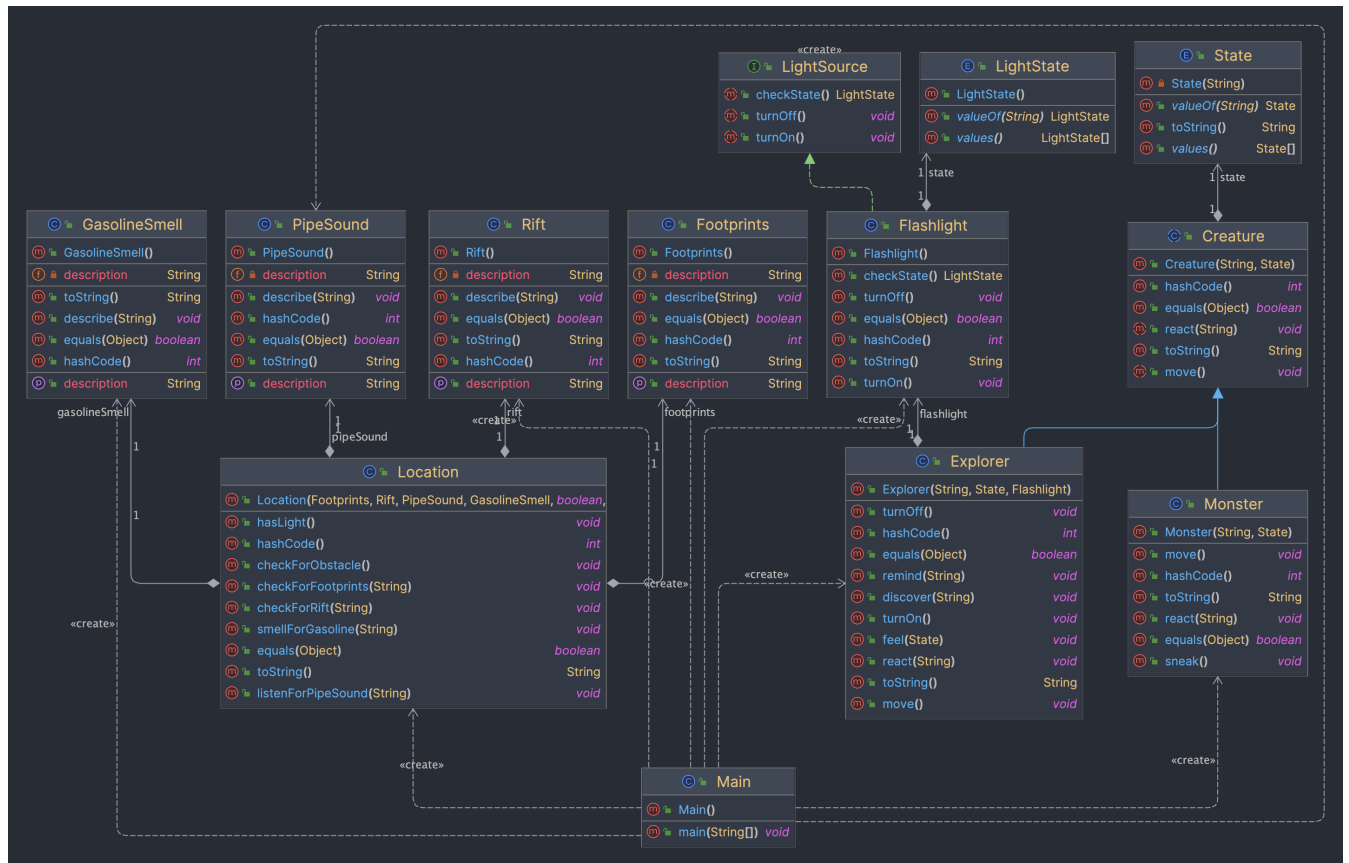 «create»
LightSource
checkState() LightState
turnOff() void
turnOn() void
LightState
LightState()
valueOf(String) LightState
values() LightState[]
State
State(String)
valueOf(String) State
toString() String
values() State[]
1 state
1
1 state
1
GasolineSmell
GasolineSmell()
description String
toString() String
describe(String) void
equals(Object) boolean
hashCode() int
description String
PipeSound
PipeSound()
description String
describe(String) void
hashCode() int
equals(Object) boolean
toString() String
description String
Rift
Rift()
description String
describe(String) void
equals(Object) boolean
toString() String
hashCode() int
description String
Footprints
Footprints()
description String
describe(String) void
equals(Object) boolean
hashCode() int
toString() String
description String
Flashlight
Flashlight()
checkState() LightState
turnOff() void
equals(Object) boolean
hashCode() int
toString() String
turnOn() void
Creature
Creature(String, State)
hashCode() int
equals(Object) boolean
react(String) void
toString() String
move() void
gasolineSmell
1
1
1
1
pipeSound
«create»
rift
1
1
footprints
1
1
flashlight
1
1
Location
Location(Footprints, Rift, PipeSound, GasolineSmell, boolean,
hasLight() void
hashCode() int
checkForObstacle() void
checkForFootprints(String) void
checkForRift(String) void
smellForGasoline(String) void
equals(Object) boolean
toString() String
listenForPipeSound(String) void
Explorer
Explorer(String, State, Flashlight)
turnOff() void
hashCode() int
equals(Object) boolean
remind(String) void
discover(String) void
turnOn() void
feel(State) void
react(String) void
toString() String
move() void
Monster
Monster(String, State)
move() void
hashCode() int
toString() String
react(String) void
equals(Object) boolean
sneak() void
«create»
«create»
«create»
«create»
«create»
Main
Main()
main(String[]) void